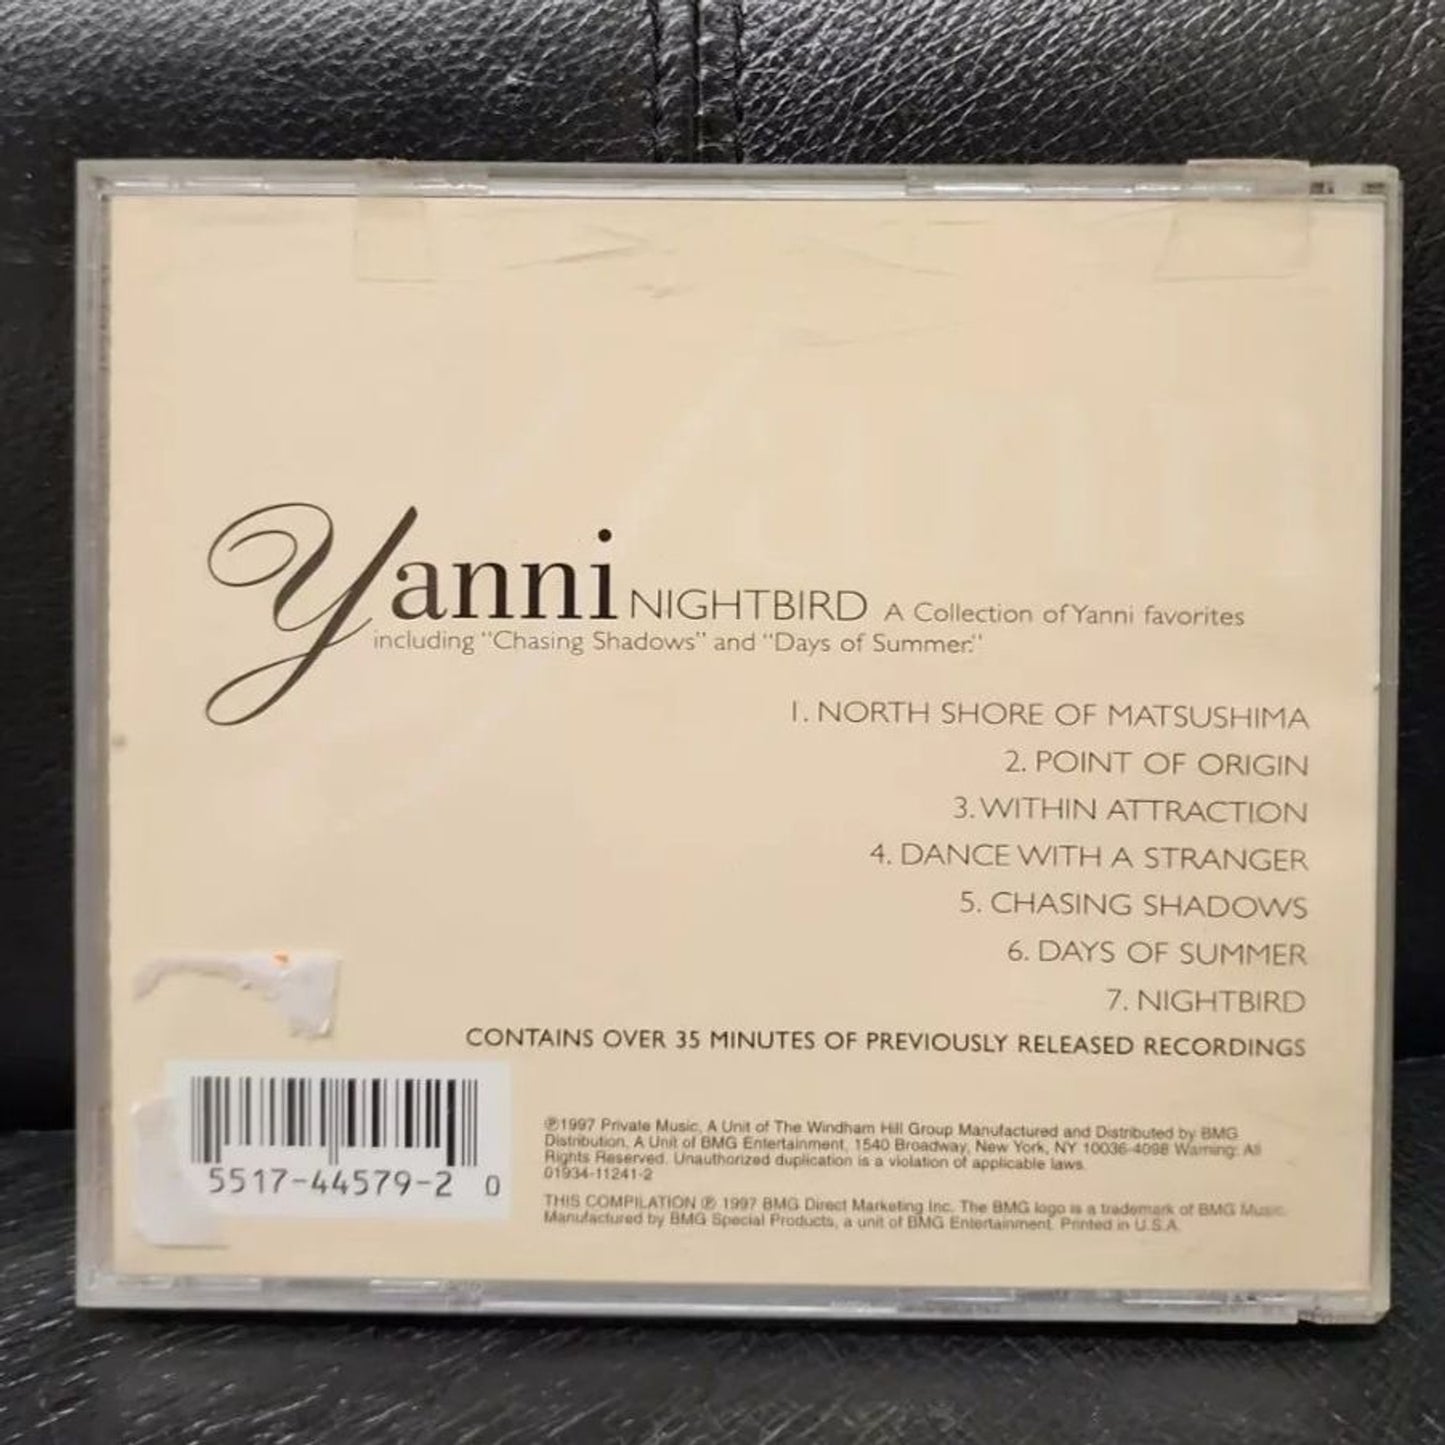 Yanni NIGHTBIRD A Collection of Yanni favorites
including "Chasing Shadows" and "Days of Summer."
1. NORTH SHORE OF MATSUSHIMA
2. POINT OF ORIGIN
3. WITHIN ATTRACTION
4. DANCE WITH A STRANGER
5. CHASING SHADOWS
6. DAYS OF SUMMER
7. NIGHTBIRD
CONTAINS OVER 35 MINUTES OF PREVIOUSLY RELEASED RECORDINGS
5517-44579-2 0
℗1997 Private Music, A Unit of The Windham Hill Group Manufactured and Distributed by BMG
Distribution, A Unit of BMG Entertainment, 1540 Broadway, New York, NY 10036-4098 Warning: All
Rights Reserved. Unauthorized duplication is a violation of applicable laws.
01934-11241-2
THIS COMPILATION ℗ 1997 BMG Direct Marketing Inc. The BMG logo is a trademark of BMG Music.
Manufactured by BMG Special Products, a unit of BMG Entertainment. Printed in U.S.A.